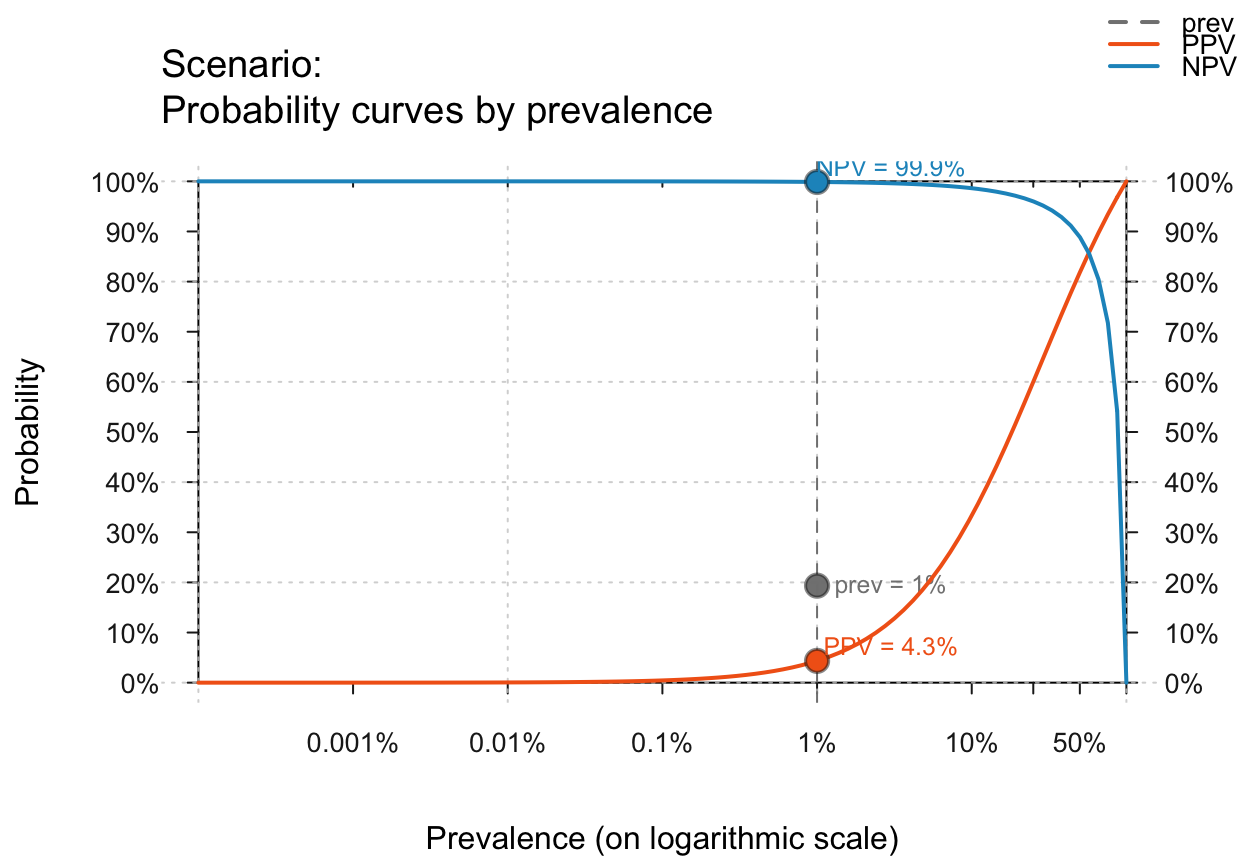 prev
PPV
NPV
Scenario:
Probability curves by prevalence
NPV = 99.9%
100%
90%
80%
70%
60%
50%
40%
30%
20%
10%
0%
100%
90%
80%
70%
60%
50%
40%
30%
20%
10%
0%
prev = 1%
PPV = 4.3%
Probability
0.001%
0.01%
0.1%
1%
10%
50%
Prevalence (on logarithmic scale)